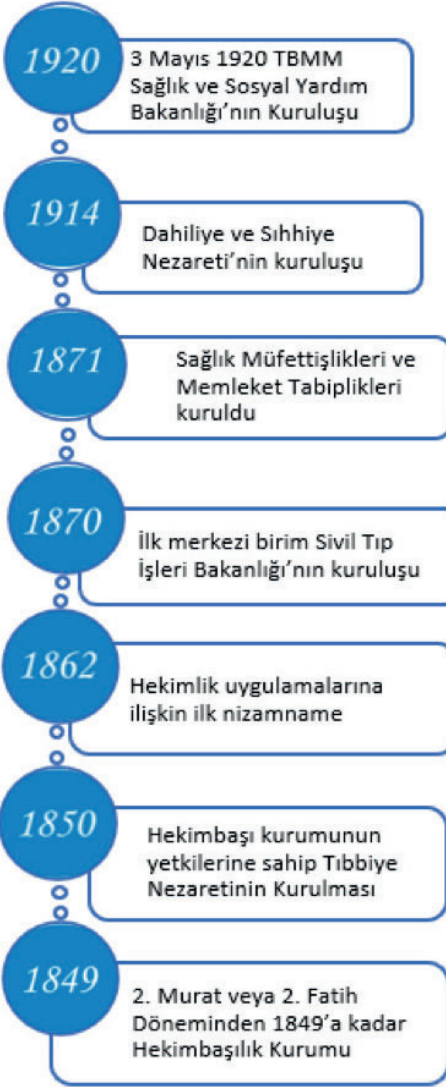 1920
3 Mayıs 1920 TBMM
Sağlık ve Sosyal Yardım
Bakanlığı’nın Kuruluşu
1914
Dahiliye ve Sıhhiye
Nezareti’nin kuruluşu
1871
Sağlık Müfettişlikleri ve
Memleket Tabiplikleri
kuruldu
1870
İlk merkezi birim Sivil Tıp
İşleri Bakanlığı’nın kuruluşu
1862
Hekimlik uygulamalarına
ilişkin ilk nizamname
1850
Hekimbaşı kurumunun
yetkilerine sahip Tıbbiye
Nezaretinin Kurulması
1849
2. Murat veya 2. Fatih
Döneminden 1849’a kadar
Hekimbaşılık Kurumu